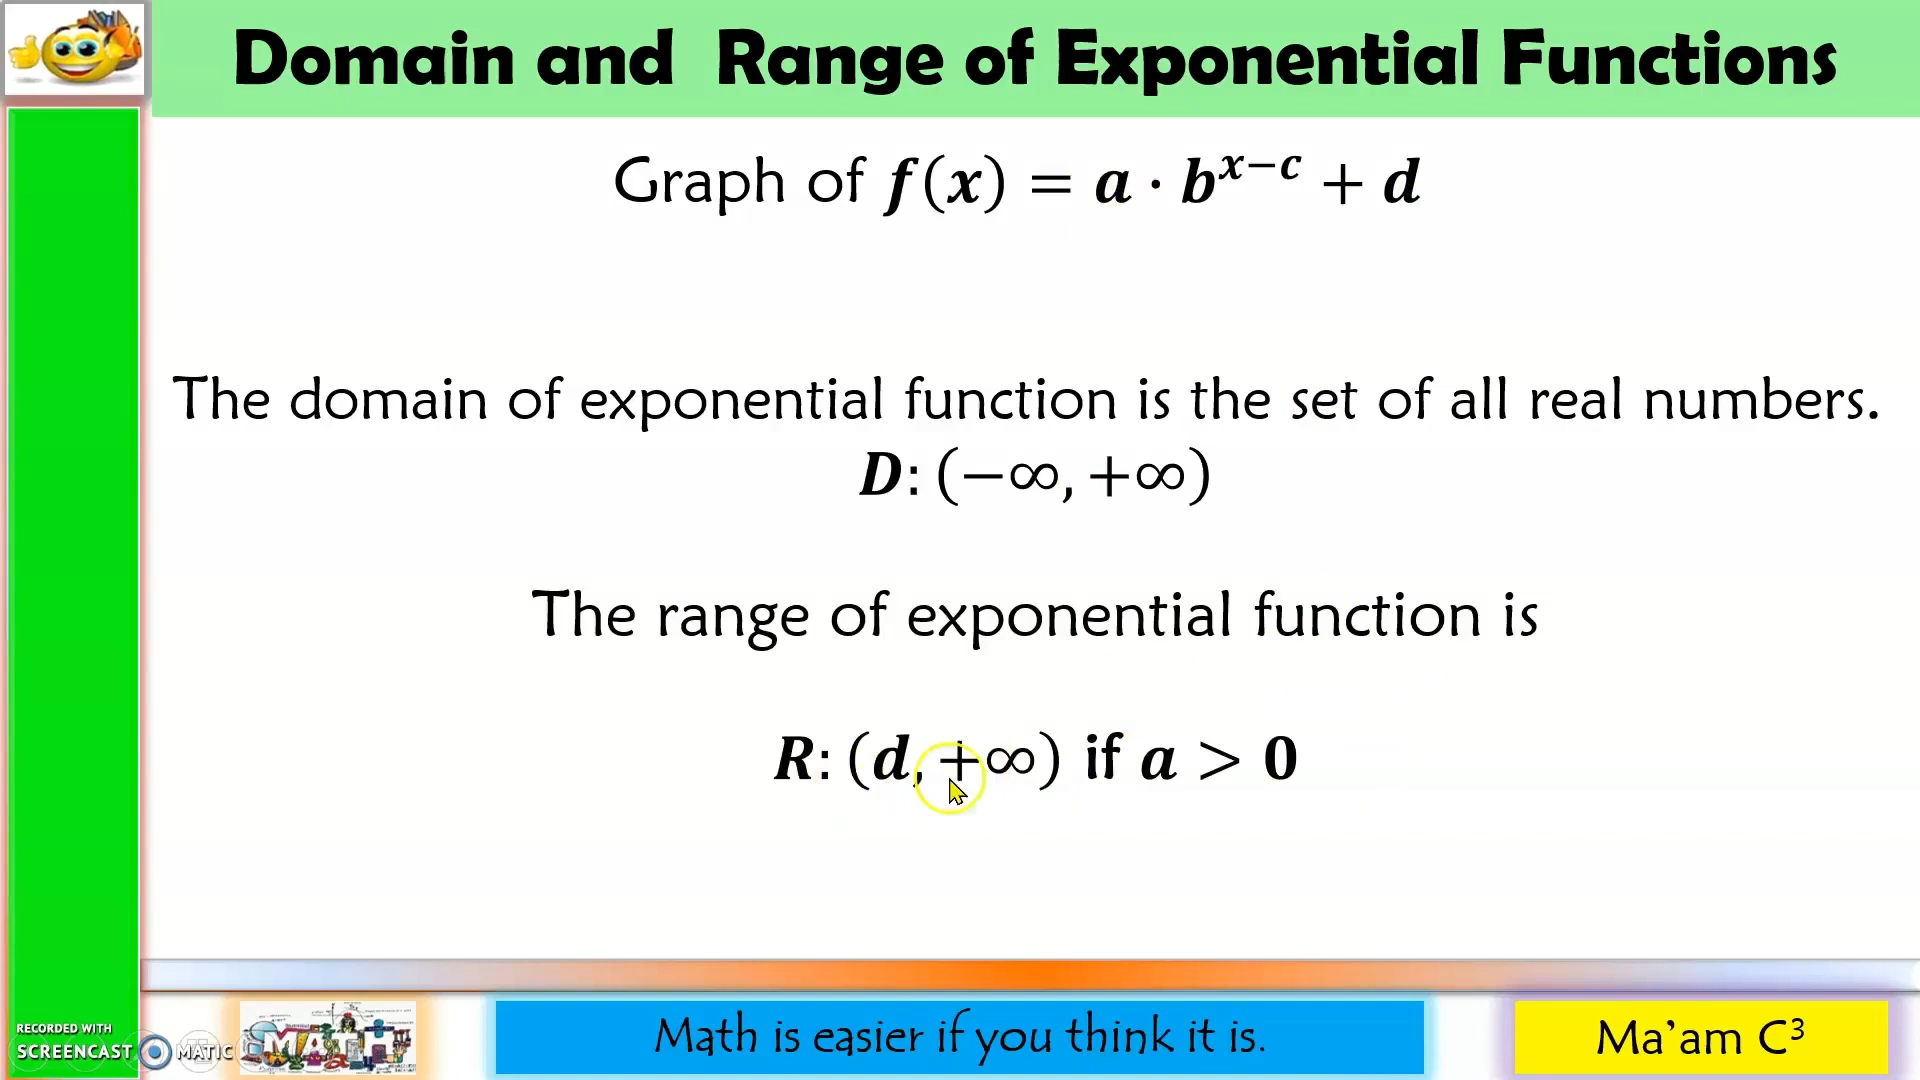 Domain and Range of Exponential Functions
Graph of f(x) = a · b^{x−c} + d
The domain of exponential function is the set of all real numbers.
D: (−∞, +∞)
The range of exponential function is
R: (d, +∞) if a > 0
RECORDED WITH
SCREENCAST MATIC
MATH
Math is easier if you think it is.
Ma'am C³